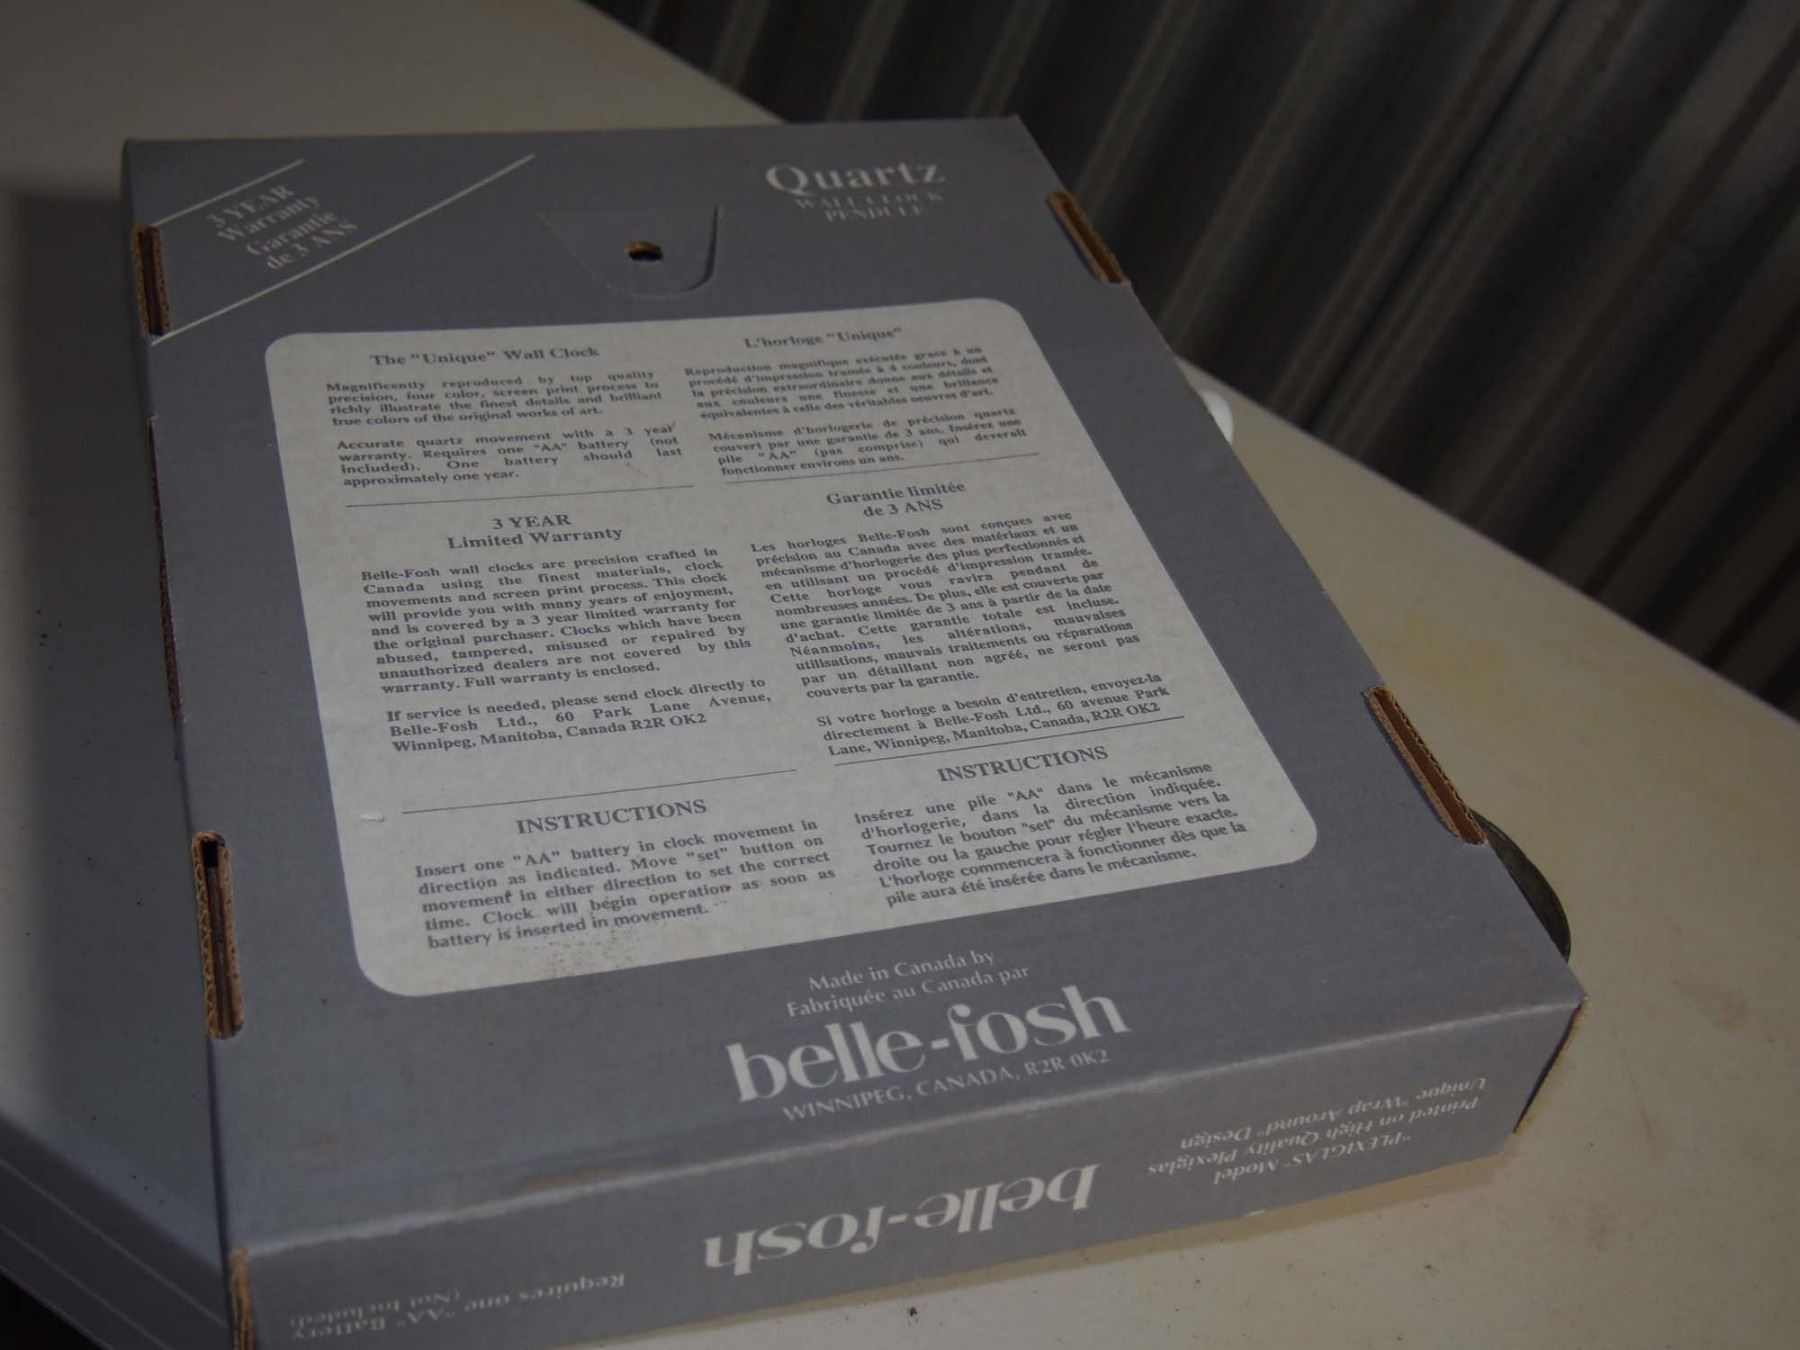 3 YEAR
Warranty
Garantie
de 3 ANS
Quartz
WALL CLOCK
PENDULE
The "Unique" Wall Clock
Magnificently reproduced by top quality
precision, four color, screen print process to
richly illustrate the finest details and brilliant
true colors of the original works of art.
Accurate quartz movement with a 3 year
warranty. Requires one "AA" battery (not
included). One battery should last
approximately one year.
3 YEAR
Limited Warranty
Belle-Fosh wall clocks are precision crafted in
Canada using the finest materials, clock
movements and screen print process. This clock
will provide you with many years of enjoyment,
and is covered by a 3 year limited warranty for
the original purchaser. Clocks which have been
abused, tampered, misused or repaired by
unauthorized dealers are not covered by this
warranty. Full warranty is enclosed.
If service is needed, please send clock directly to
Belle-Fosh Ltd., 60 Park Lane Avenue,
Winnipeg, Manitoba, Canada R2R OK2
INSTRUCTIONS
Insert one "AA" battery in clock movement in
direction as indicated. Move "set" button on
movement in either direction to set the correct
time. Clock will begin operation as soon as
battery is inserted in movement.
L'horloge "Unique"
Reproduction magnifique exécutés grace à un
procédé d'impression tramée à 4 couleurs, dont
la précision extraordinaire donne aux détails et
aux couleurs une finesse et une brillance
équivalentes à celle des véritables oeuvres d'art.
Mécanisme d'horlogerie de précision quartz
couvert par une garantie de 3 ans. Insérez une
pile "AA" (pas comprise) qui deverait
fonctionner environs un ans.
Garantie limitée
de 3 ANS
Les horloges Belle-Fosh sont conçues avec
précision au Canada avec des matériaux et un
mécanisme d'horlogerie des plus perfectionnés et
en utilisant un procédé d'impression tramée.
Cette horloge vous ravira pendant de
nombreuses années. De plus, elle est couverte par
une garantie limitée de 3 ans à partir de la date
d'achat. Cette garantie totale est incluse.
Néanmoins, les altérations, mauvaises
utilisations, mauvais traitements ou réparations
par un détaillant non agréé, ne seront pas
couverts par la garantie.
Si votre horloge a besoin d'entretien, envoyez-la
directement à Belle-Fosh Ltd., 60 avenue Park
Lane, Winnipeg, Manitoba, Canada, R2R OK2
INSTRUCTIONS
Insérez une pile "AA" dans le mécanisme
d'horlogerie, dans la direction indiquée.
Tournez le bouton "set" du mécanisme vers la
droite ou la gauche pour régler l'heure exacte.
L'horloge commencera à fonctionner dès que la
pile aura été insérée dans le mécanisme.
Made in Canada by
Fabriquée au Canada par
belle-fosh
WINNIPEG, CANADA, R2R 0K2
"PLEXIGLAS" Model
Printed on High Quality Plexiglas
Unique "Wrap Around" Design
belle-fosh
Requires one "AA" Battery
(Not Included)